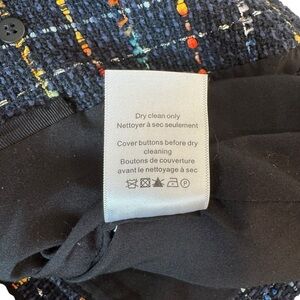 Dry clean only
Nettoyer à sec seulement
Cover buttons before dry
cleaning
Boutons de couverture
avant le nettoyage à sec